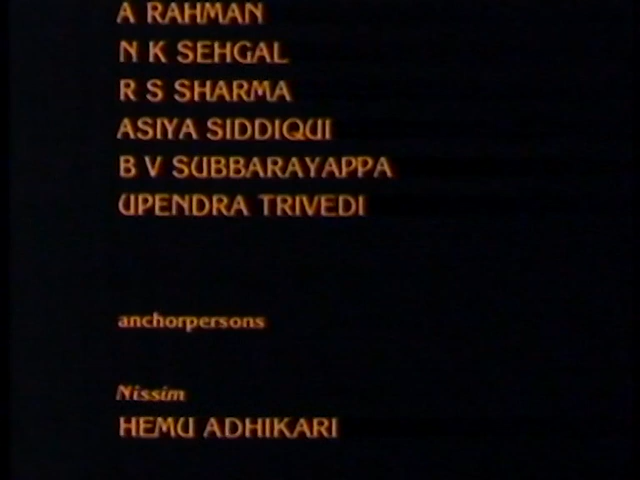 A RAHMAN
N K SEHGAL
R S SHARMA
ASIYA SIDDIQUI
B V SUBBARAYAPPA
UPENDRA TRIVEDI
anchorpersons
Nissim
HEMU ADHIKARI